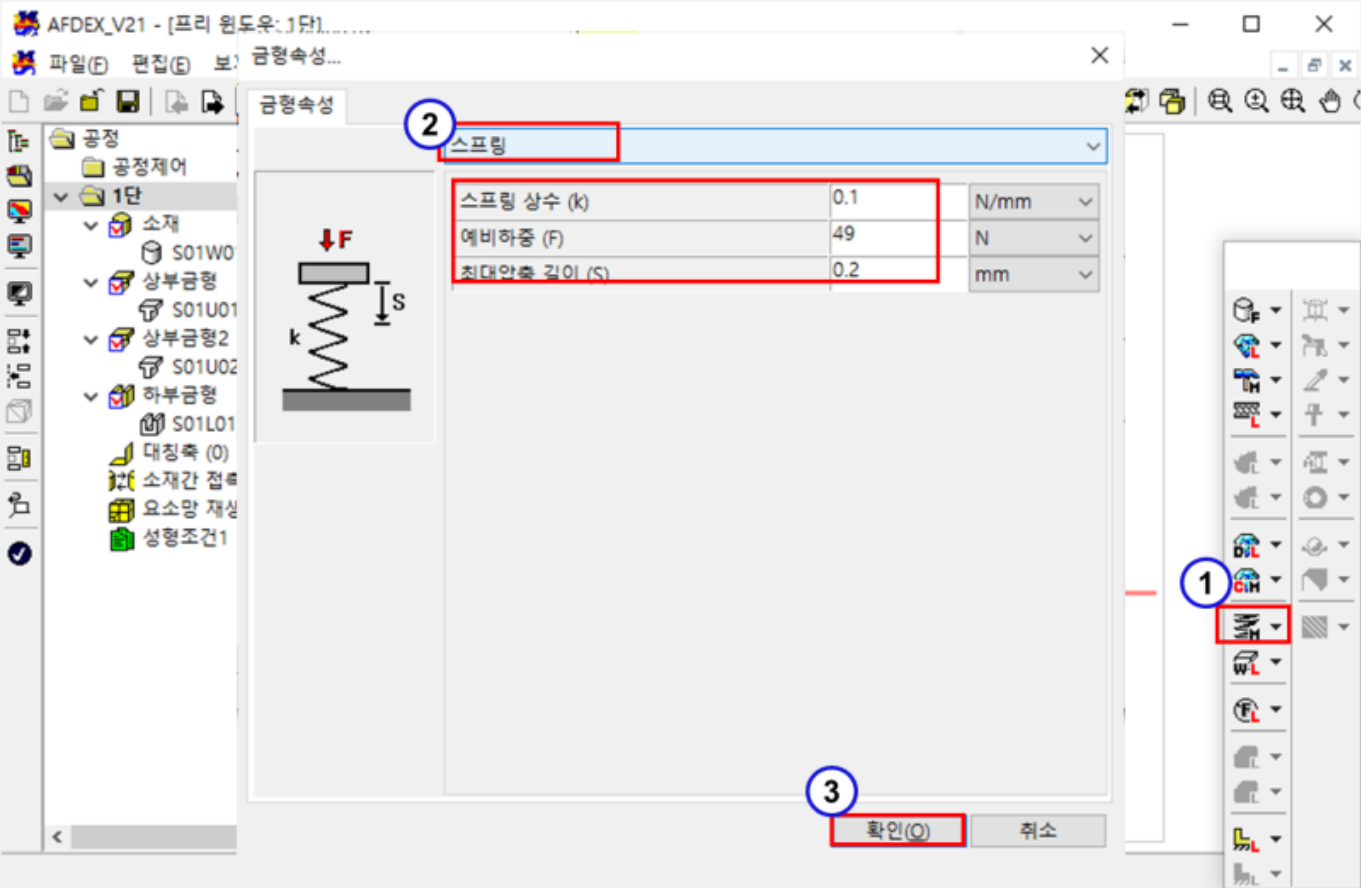 AFDEX_V21 - [프리 윈도우: 1단]
파일(F) 편집(E) 보
금형속성...
금형속성
2
스프링
스프링 상수 (k) 0.1 N/mm
예비하중 (F) 49 N
최대압축 길이 (S) 0.2 mm
F
S
k
공정
공정제어
1단
소재
S01W0
상부금형
S01U01
상부금형2
S01U02
하부금형
S01L01
대칭축 (0)
소재간 접촉
요소망 재생
성형조건1
1
3
확인(O) 취소